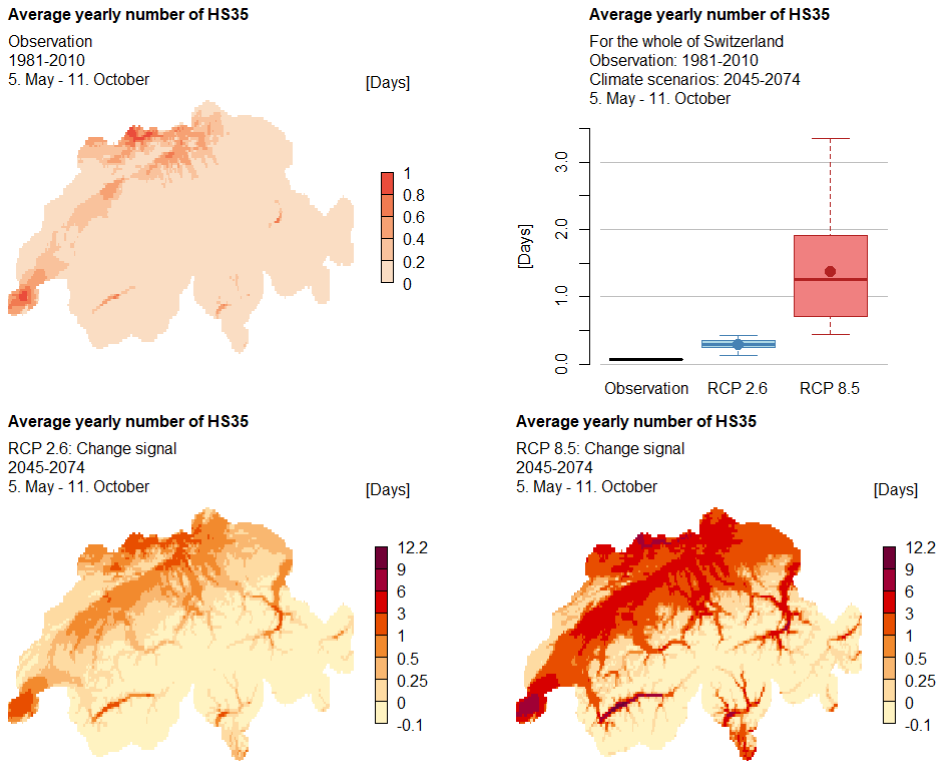 Average yearly number of HS35
Observation
1981-2010
5. May - 11. October
[Days]
1
0.8
0.6
0.4
0.2
0
Average yearly number of HS35
For the whole of Switzerland
Observation: 1981-2010
Climate scenarios: 2045-2074
5. May - 11. October
[Days]
3.0
2.0
1.0
0.0
Observation RCP 2.6 RCP 8.5
Average yearly number of HS35
RCP 2.6: Change signal
2045-2074
5. May - 11. October
[Days]
12.2
9
6
3
1
0.5
0.25
0
-0.1
Average yearly number of HS35
RCP 8.5: Change signal
2045-2074
5. May - 11. October
[Days]
12.2
9
6
3
1
0.5
0.25
0
-0.1